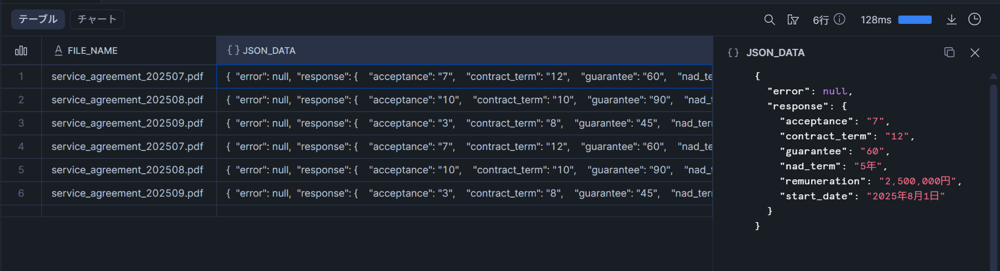 テーブル チャート 6行 128ms
FILE_NAME {} JSON_DATA
1 service_agreement_202507.pdf { "error": null, "response": { "acceptance": "7", "contract_term": "12", "guarantee": "60", "nad_te
2 service_agreement_202508.pdf { "error": null, "response": { "acceptance": "10", "contract_term": "10", "guarantee": "90", "nad_t
3 service_agreement_202509.pdf { "error": null, "response": { "acceptance": "3", "contract_term": "8", "guarantee": "45", "nad_terr
4 service_agreement_202507.pdf { "error": null, "response": { "acceptance": "7", "contract_term": "12", "guarantee": "60", "nad_te
5 service_agreement_202508.pdf { "error": null, "response": { "acceptance": "10", "contract_term": "10", "guarantee": "90", "nad_t
6 service_agreement_202509.pdf { "error": null, "response": { "acceptance": "3", "contract_term": "8", "guarantee": "45", "nad_terr
{} JSON_DATA
{
"error": null,
"response": {
"acceptance": "7",
"contract_term": "12",
"guarantee": "60",
"nad_term": "5年",
"remuneration": "2,500,000円",
"start_date": "2025年8月1日"
}
}